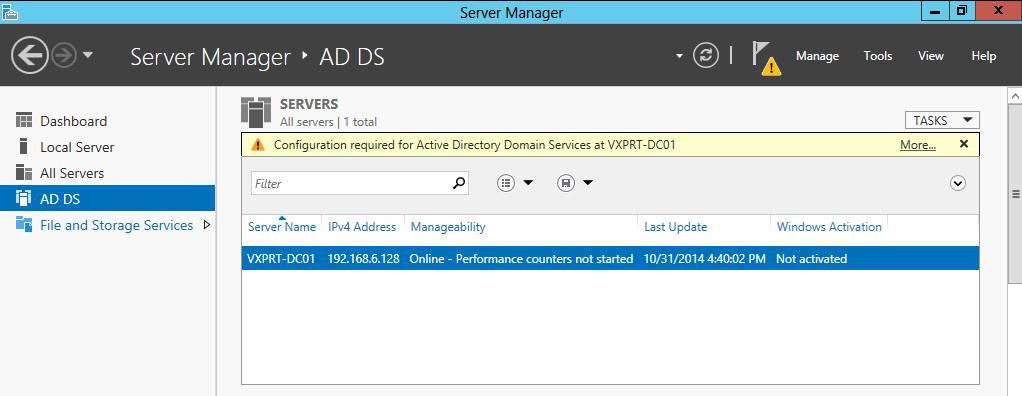 Server Manager
Server Manager ‣ AD DS
Manage Tools View Help
Dashboard
Local Server
All Servers
AD DS
File and Storage Services
SERVERS
All servers | 1 total
TASKS
Configuration required for Active Directory Domain Services at VXPRT-DC01 More...
Filter
Server Name IPv4 Address Manageability Last Update Windows Activation
VXPRT-DC01 192.168.6.128 Online - Performance counters not started 10/31/2014 4:40:02 PM Not activated